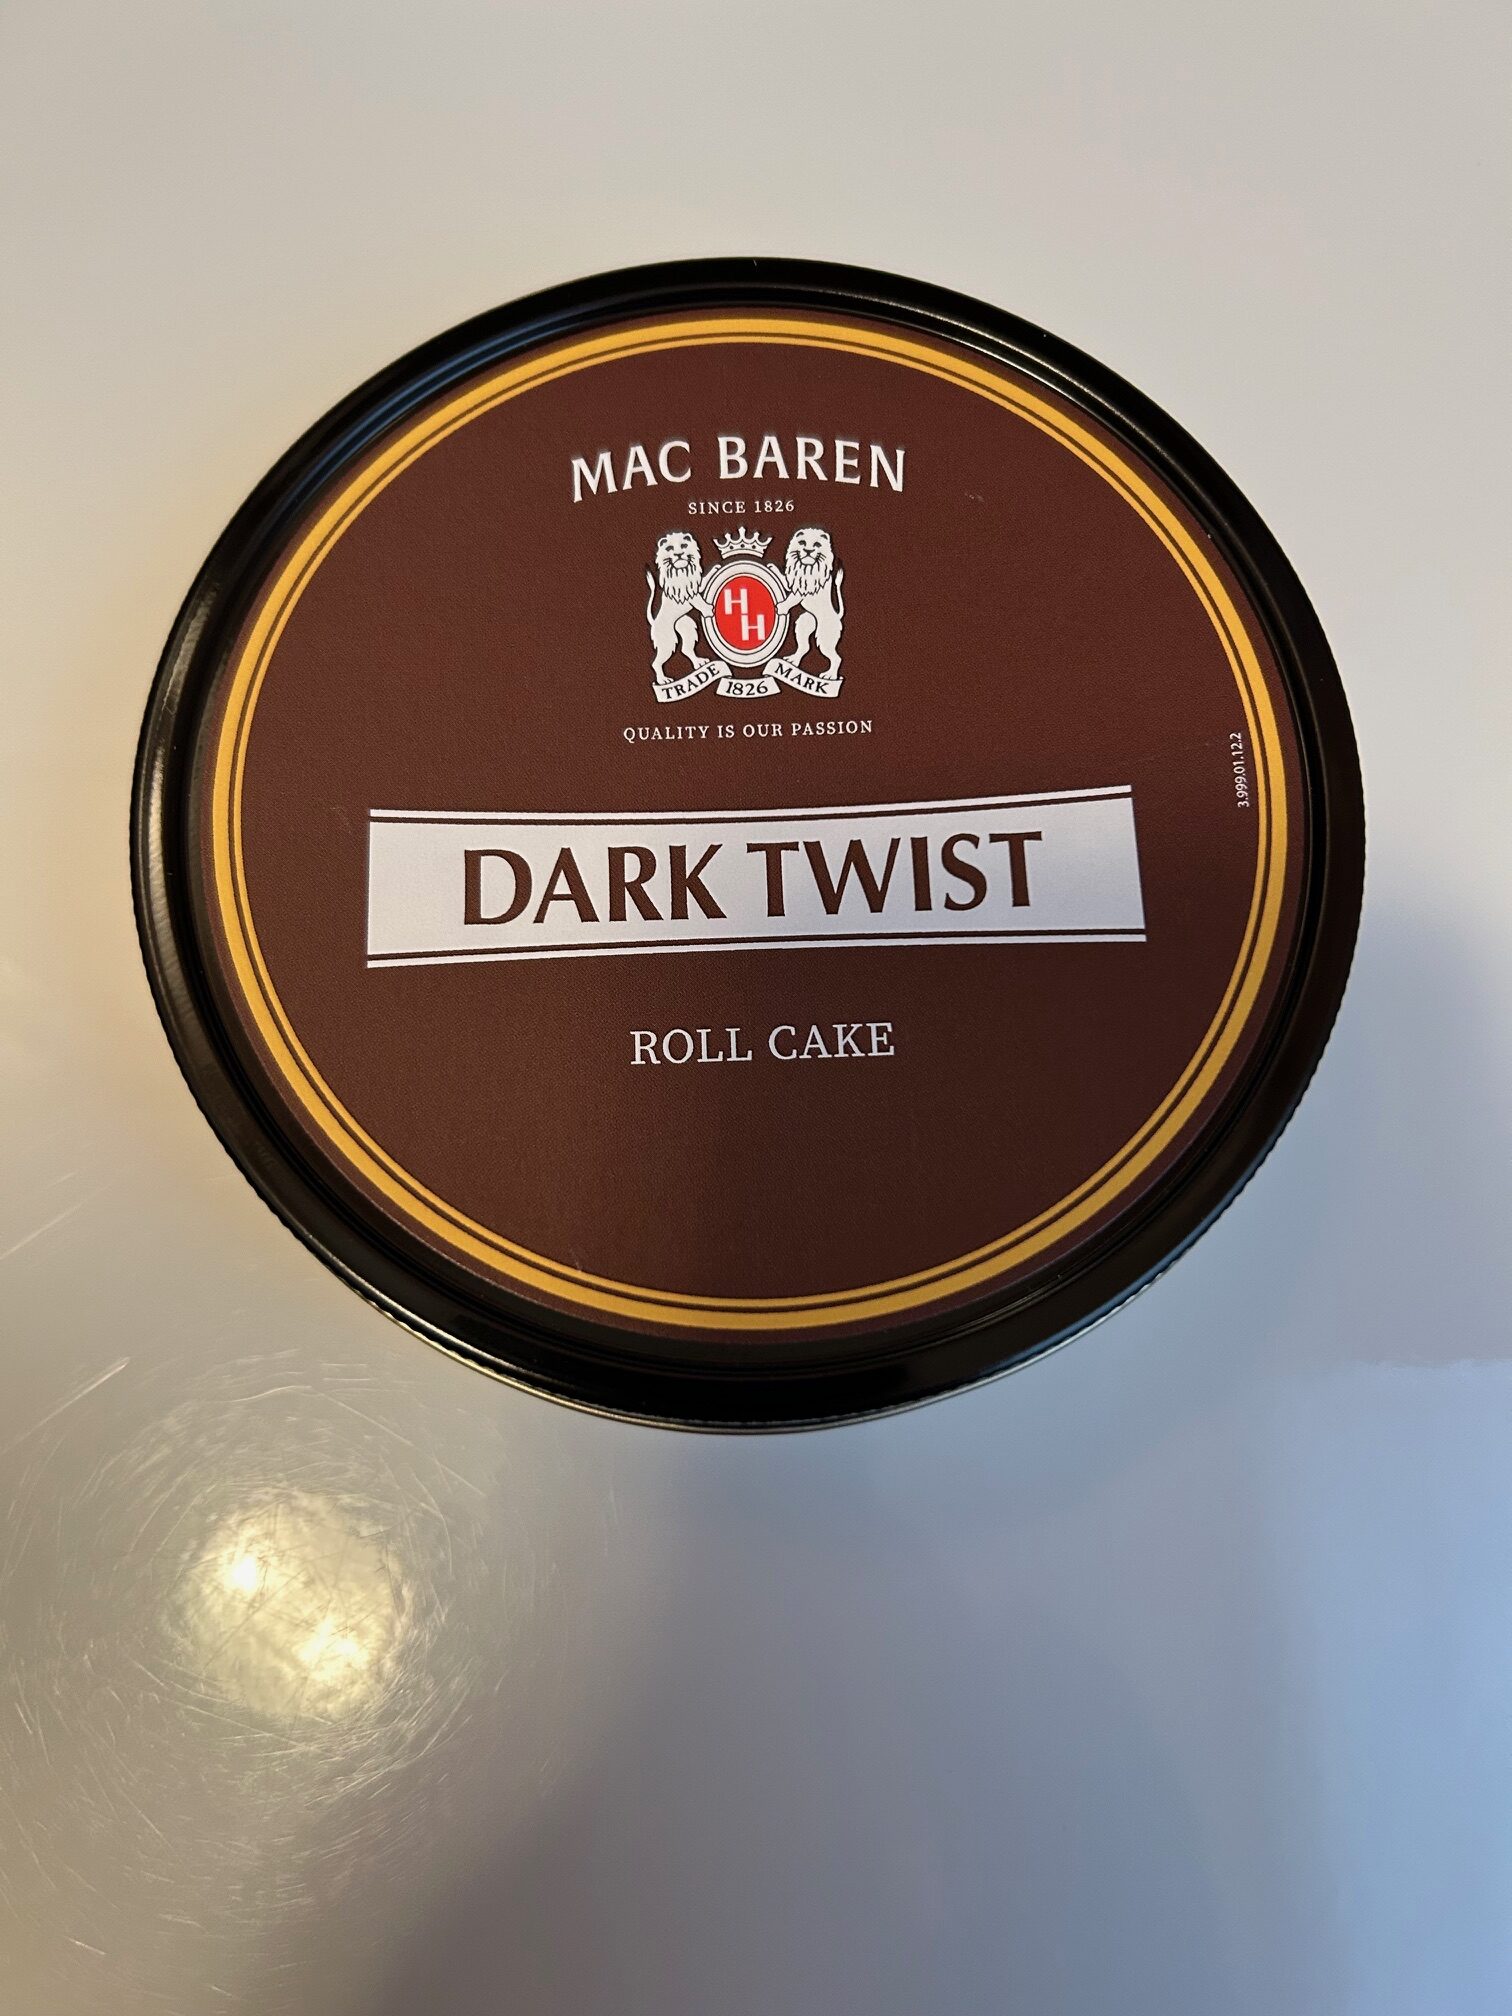 MAC BAREN
SINCE 1826
H
H
TRADE 1826 MARK
QUALITY IS OUR PASSION
3.999.01.12.2
DARK TWIST
ROLL CAKE